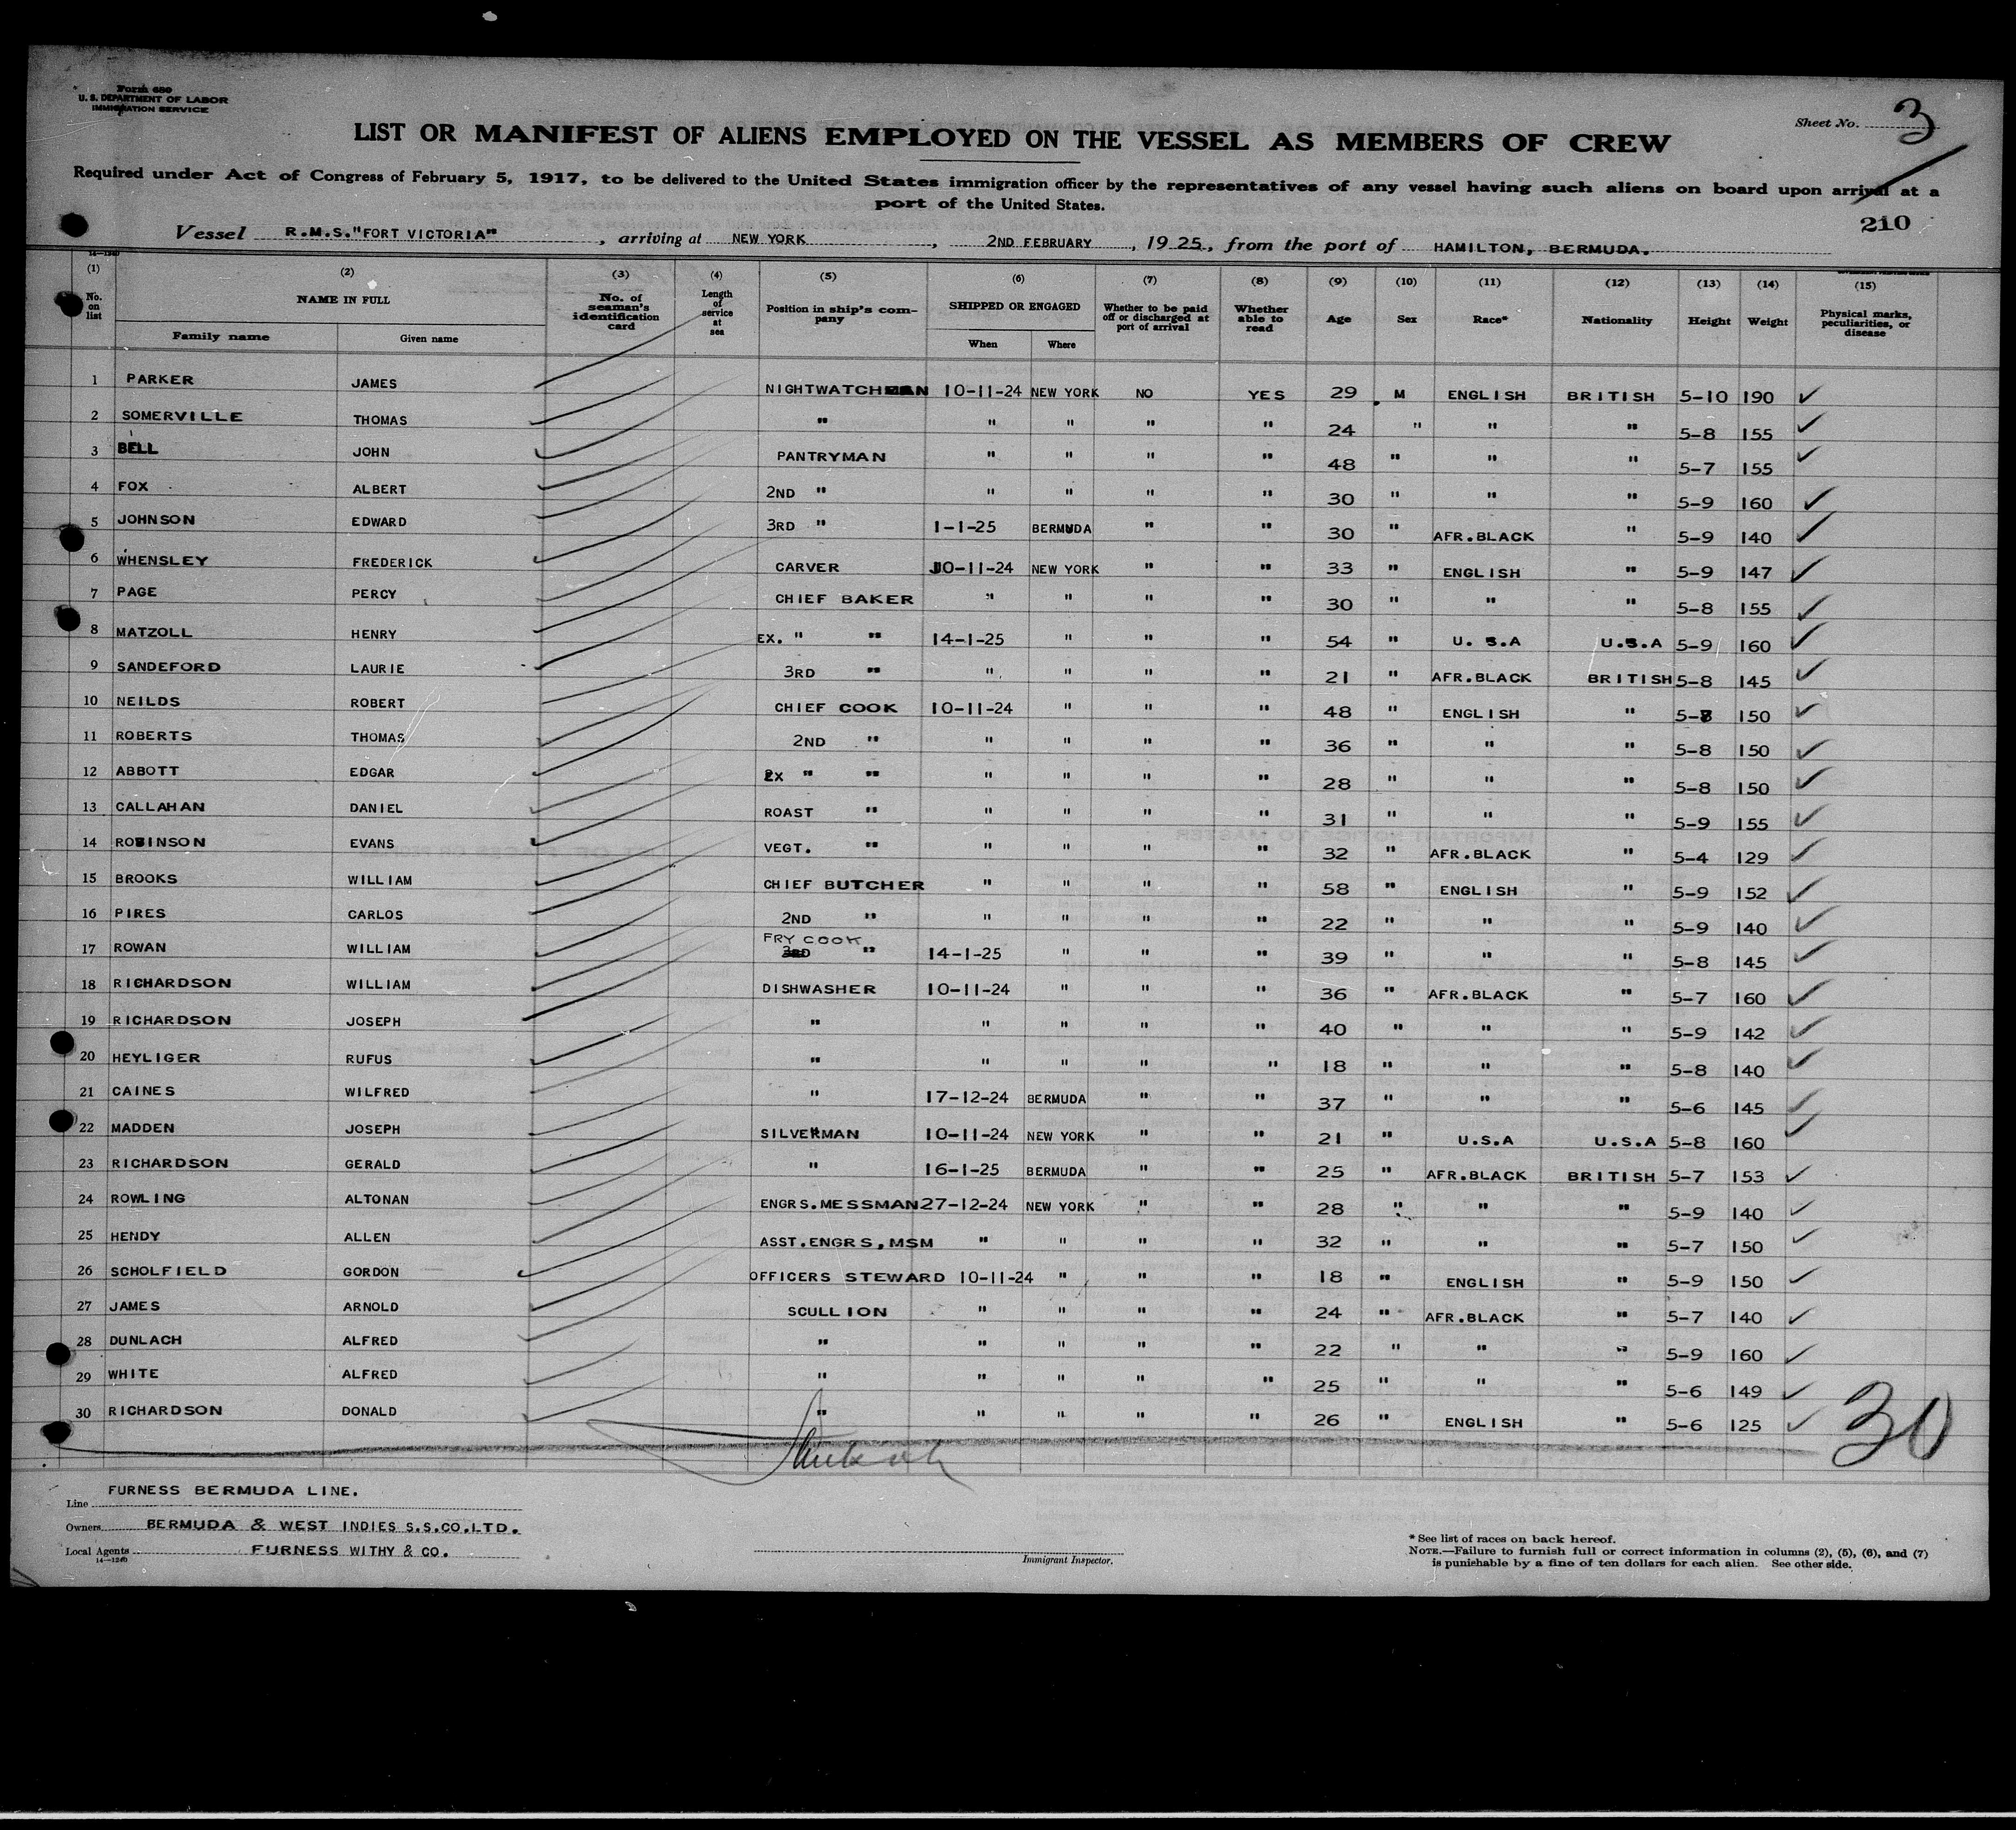 Form 680
U. S. DEPARTMENT OF LABOR
IMMIGRATION SERVICE
Sheet No. 3
LIST OR MANIFEST OF ALIENS EMPLOYED ON THE VESSEL AS MEMBERS OF CREW
Required under Act of Congress of February 5, 1917, to be delivered to the United States immigration officer by the representatives of any vessel having such aliens on board upon arrival at a
port of the United States.
210
Vessel R.M.S."FORT VICTORIA", arriving at NEW YORK, 2ND FEBRUARY, 1925, from the port of HAMILTON, BERMUDA.
14—1240
(1) (2) (3) (4) (5) (6) (7) (8) (9) (10) (11) (12) (13) (14) (15)
No. on list NAME IN FULL No. of seaman's identification card Length of service at sea Position in ship's company SHIPPED OR ENGAGED Whether to be paid off or discharged at port of arrival Whether able to read Age Sex Race* Nationality Height Weight Physical marks, peculiarities, or disease
Family name Given name When Where
1 PARKER JAMES NIGHTWATCHMAN 10-11-24 NEW YORK NO YES 29 M ENGLISH BRITISH 5-10 190
2 SOMERVILLE THOMAS " " " " " 24 " " " 5-8 155
3 BELL JOHN PANTRYMAN " " " " 48 " " " 5-7 155
4 FOX ALBERT 2ND " " " " " 30 " " " 5-9 160
5 JOHNSON EDWARD 3RD " 1-1-25 BERMUDA " " 30 " AFR.BLACK " 5-9 140
6 WHENSLEY FREDERICK CARVER 10-11-24 NEW YORK " " 33 " ENGLISH " 5-9 147
7 PAGE PERCY CHIEF BAKER " " " " 30 " " " 5-8 155
8 MATZOLL HENRY EX. " " 14-1-25 " " " 54 " U. S.A U.S.A 5-9 160
9 SANDEFORD LAURIE 3RD " " " " " 21 " AFR.BLACK BRITISH 5-8 145
10 NEILDS ROBERT CHIEF COOK 10-11-24 " " " 48 " ENGLISH " 150
11 ROBERTS THOMAS 2ND " " " " " 36 " " " 5-8 150
12 ABBOTT EDGAR EX " " " " " " 28 " " " 5-8 150
13 CALLAHAN DANIEL ROAST " " " " " 31 " " " 5-9 155
14 ROBINSON EVANS VEGT. " " " " " 32 " AFR.BLACK " 5-4 129
15 BROOKS WILLIAM CHIEF BUTCHER " " " " 58 " ENGLISH " 5-9 152
16 PIRES CARLOS 2ND " " " " " 22 " " " 5-9 140
FRY COOK
17 ROWAN WILLIAM 3RD " 14-1-25 " " " 39 " " " 5-8 145
18 RICHARDSON WILLIAM DISHWASHER 10-11-24 " " " 36 " AFR.BLACK " 5-7 160
19 RICHARDSON JOSEPH " " " " " 40 " " " 5-9 142
20 HEYLIGER RUFUS " " " " " 18 " " " 5-8 140
21 CAINES WILFRED " 17-12-24 BERMUDA " " 37 " " " 5-6 145
22 MADDEN JOSEPH SILVERMAN 10-11-24 NEW YORK " " 21 " U.S.A U.S.A 5-8 160
23 RICHARDSON GERALD " 16-1-25 BERMUDA " " 25 " AFR.BLACK BRITISH 5-7 153
24 ROWLING ALTONAN ENGRS.MESSMAN 27-12-24 NEW YORK " " 28 " " " 5-9 140
25 HENDY ALLEN ASST.ENGRS,MSM " " " " 32 " " " 5-7 150
26 SCHOLFIELD GORDON OFFICERS STEWARD 10-11-24 " " " 18 " ENGLISH " 5-9 150
27 JAMES ARNOLD SCULLION " " " " 24 " AFR.BLACK " 5-7 140
28 DUNLACH ALFRED " " " " " 22 " " " 5-9 160
29 WHITE ALFRED " " " " " 25 " " " 5-6 149
30 RICHARDSON DONALD " " " " " 26 " ENGLISH " 5-6 125
30
Line FURNESS BERMUDA LINE.
Owners BERMUDA & WEST INDIES S.S.CO.LTD.
Local Agents FURNESS WITHY & CO.
14—1240
Immigrant Inspector.
* See list of races on back hereof.
NOTE.—Failure to furnish full or correct information in columns (2), (5), (6), and (7)
is punishable by a fine of ten dollars for each alien. See other side.